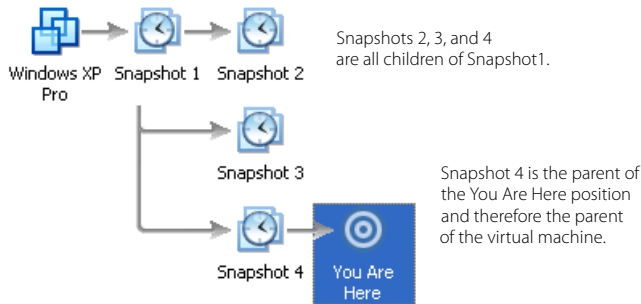 Snapshots 2, 3, and 4
are all children of Snapshot1.
Windows XP
Pro
Snapshot 1
Snapshot 2
Snapshot 3
Snapshot 4 is the parent of
the You Are Here position
and therefore the parent
of the virtual machine.
Snapshot 4
You Are
Here